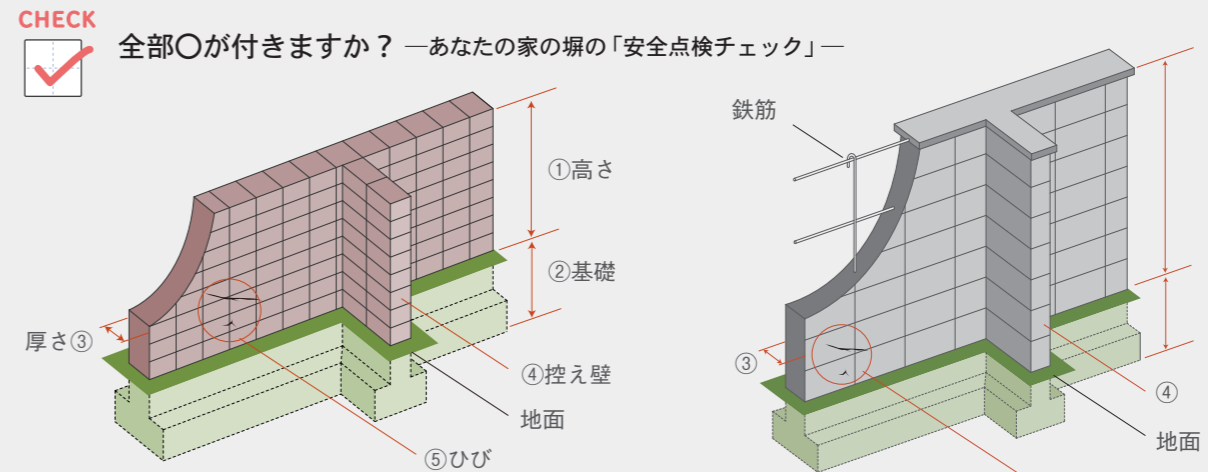 CHECK
全部〇が付きますか？ ―あなたの家の塀の「安全点検チェック」―
①高さ
②基礎
厚さ③
④控え壁
地面
⑤ひび
鉄筋
③
④
地面